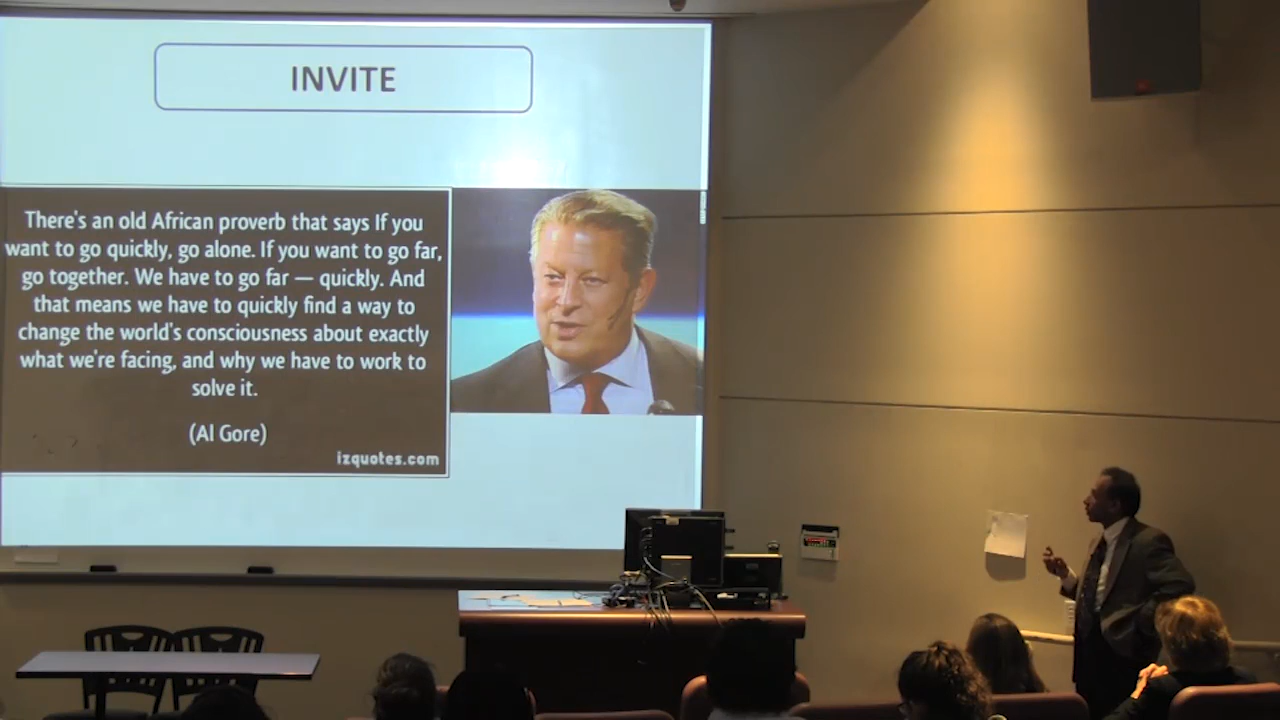 INVITE
There's an old African proverb that says If you
want to go quickly, go alone. If you want to go far,
go together. We have to go far — quickly. And
that means we have to quickly find a way to
change the world's consciousness about exactly
what we're facing, and why we have to work to
solve it.
(Al Gore)
izquotes.com